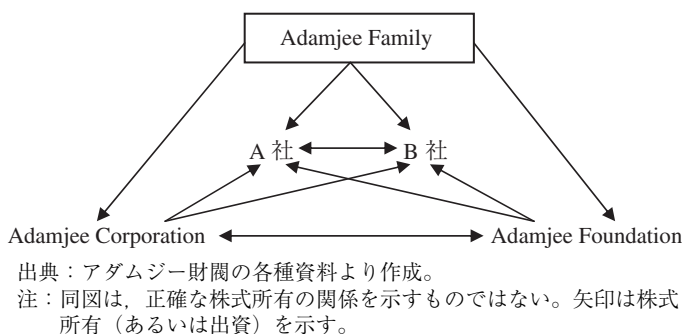 Adamjee Family
A 社
B 社
Adamjee Corporation
Adamjee Foundation
出典：アダムジー財閥の各種資料より作成。
注：同図は，正確な株式所有の関係を示すものではない。矢印は株式
所有（あるいは出資）を示す。